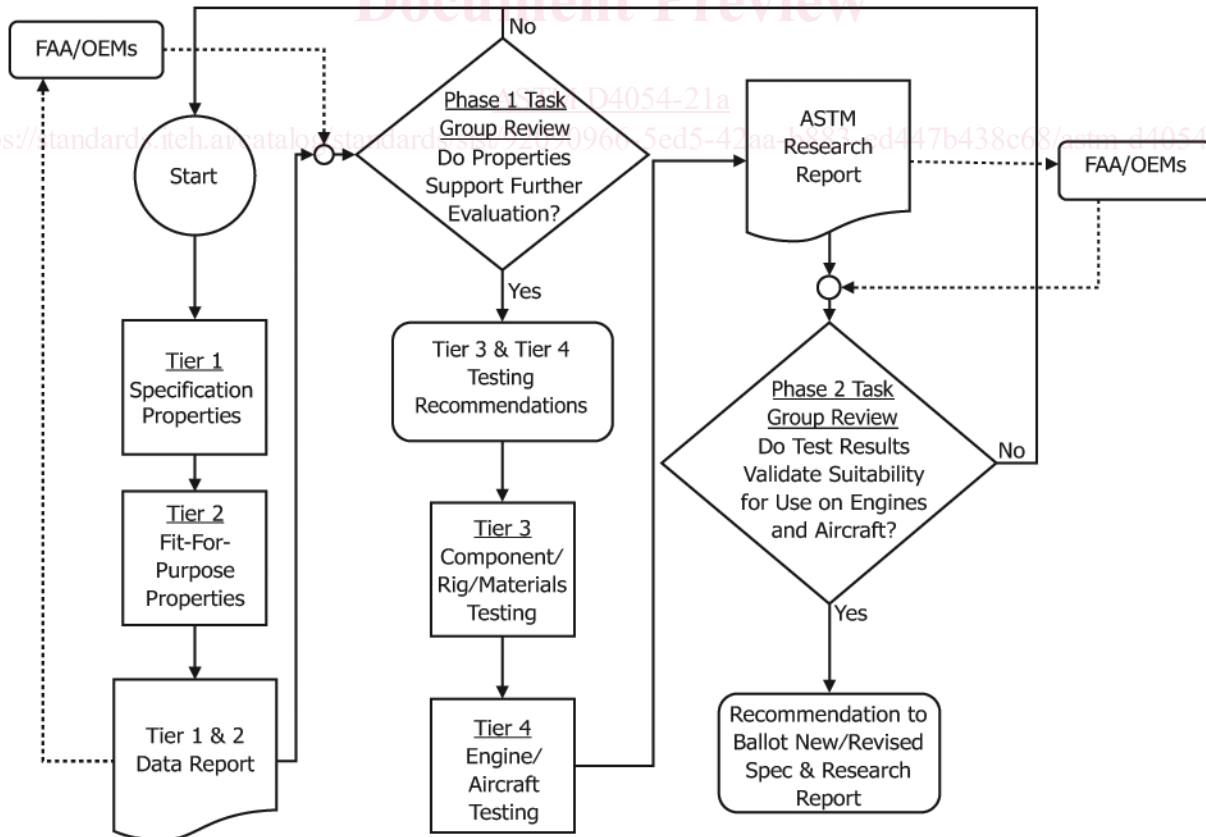 Document Preview
No
FAA/OEMs
ASTM D4054-21a
Start
Phase 1 Task
Group Review
Do Properties
Support Further
Evaluation?
Yes
Tier 1
Specification
Properties
Tier 2
Fit-For-
Purpose
Properties
Tier 1 & 2
Data Report
Tier 3 & Tier 4
Testing
Recommendations
Tier 3
Component/
Rig/Materials
Testing
Tier 4
Engine/
Aircraft
Testing
ASTM
Research
Report
FAA/OEMs
Phase 2 Task
Group Review
Do Test Results
Validate Suitability
for Use on Engines
and Aircraft?
No
Yes
Recommendation to
Ballot New/Revised
Spec & Research
Report